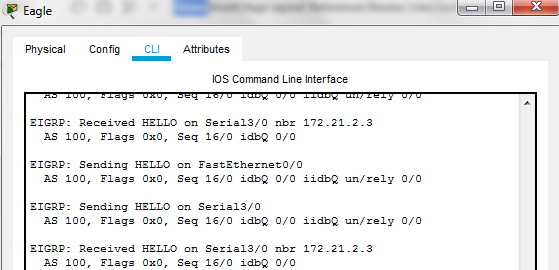 Eagle
Physical Config CLI Attributes
IOS Command Line Interface
AS 100, Flags 0x0, Seq 16/0 idbQ 0/0 iidbQ un/rely 0/0
EIGRP: Received HELLO on Serial3/0 nbr 172.21.2.3
AS 100, Flags 0x0, Seq 16/0 idbQ 0/0
EIGRP: Sending HELLO on FastEthernet0/0
AS 100, Flags 0x0, Seq 16/0 idbQ 0/0 iidbQ un/rely 0/0
EIGRP: Sending HELLO on Serial3/0
AS 100, Flags 0x0, Seq 16/0 idbQ 0/0 iidbQ un/rely 0/0
EIGRP: Received HELLO on Serial3/0 nbr 172.21.2.3
AS 100, Flags 0x0, Seq 16/0 idbQ 0/0